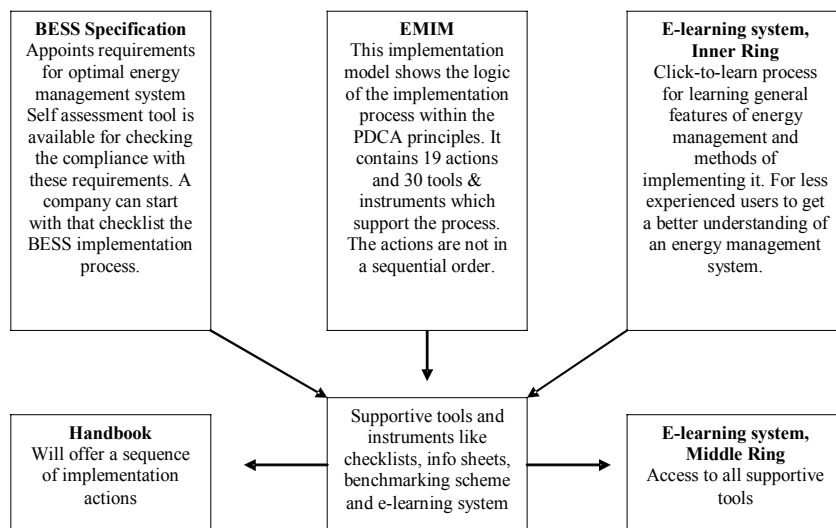 BESS Specification
Appoints requirements
for optimal energy
management system
Self assessment tool is
available for checking
the compliance with
these requirements. A
company can start
with that checklist the
BESS implementation
process.
EMIM
This implementation
model shows the logic
of the implementation
process within the
PDCA principles. It
contains 19 actions
and 30 tools &
instruments which
support the process.
The actions are not in
a sequential order.
E-learning system,
Inner Ring
Click-to-learn process
for learning general
features of energy
management and
methods of
implementing it. For less
experienced users to get
a better understanding of
an energy management
system.
Handbook
Will offer a sequence
of implementation
actions
Supportive tools and
instruments like
checklists, info sheets,
benchmarking scheme
and e-learning system
E-learning system,
Middle Ring
Access to all supportive
tools